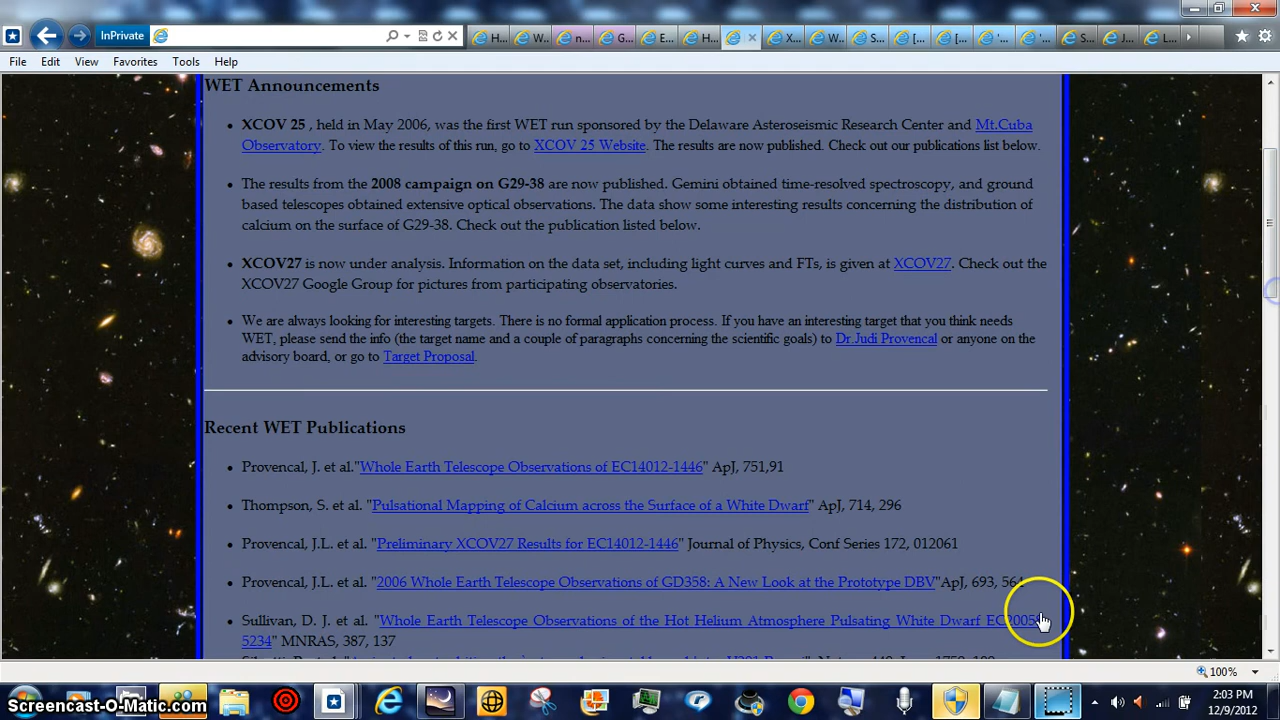 InPrivate
H...
W...
n...
G...
E...
H...
X...
W...
S...
[...
[...
'...
'...
S...
J...
L...
File Edit View Favorites Tools Help
WET Announcements
• XCOV 25 , held in May 2006, was the first WET run sponsored by the Delaware Asteroseismic Research Center and Mt.Cuba
Observatory. To view the results of this run, go to XCOV 25 Website. The results are now published. Check out our publications list below.
• The results from the 2008 campaign on G29-38 are now published. Gemini obtained time-resolved spectroscopy, and ground
based telescopes obtained extensive optical observations. The data show some interesting results concerning the distribution of
calcium on the surface of G29-38. Check out the publication listed below.
• XCOV27 is now under analysis. Information on the data set, including light curves and FTs, is given at XCOV27. Check out the
XCOV27 Google Group for pictures from participating observatories.
• We are always looking for interesting targets. There is no formal application process. If you have an interesting target that you think needs
WET, please send the info (the target name and a couple of paragraphs concerning the scientific goals) to Dr.Judi Provencal or anyone on the
advisory board, or go to Target Proposal.
Recent WET Publications
• Provencal, J. et al."Whole Earth Telescope Observations of EC14012-1446" ApJ, 751,91
• Thompson, S. et al. "Pulsational Mapping of Calcium across the Surface of a White Dwarf" ApJ, 714, 296
• Provencal, J.L. et al. "Preliminary XCOV27 Results for EC14012-1446" Journal of Physics, Conf Series 172, 012061
• Provencal, J.L. et al. "2006 Whole Earth Telescope Observations of GD358: A New Look at the Prototype DBV"ApJ, 693, 564
• Sullivan, D. J. et al. "Whole Earth Telescope Observations of the Hot Helium Atmosphere Pulsating White Dwarf
5234" MNRAS, 387, 137
100%
Screencast-O-Matic.com
2:03 PM
12/9/2012